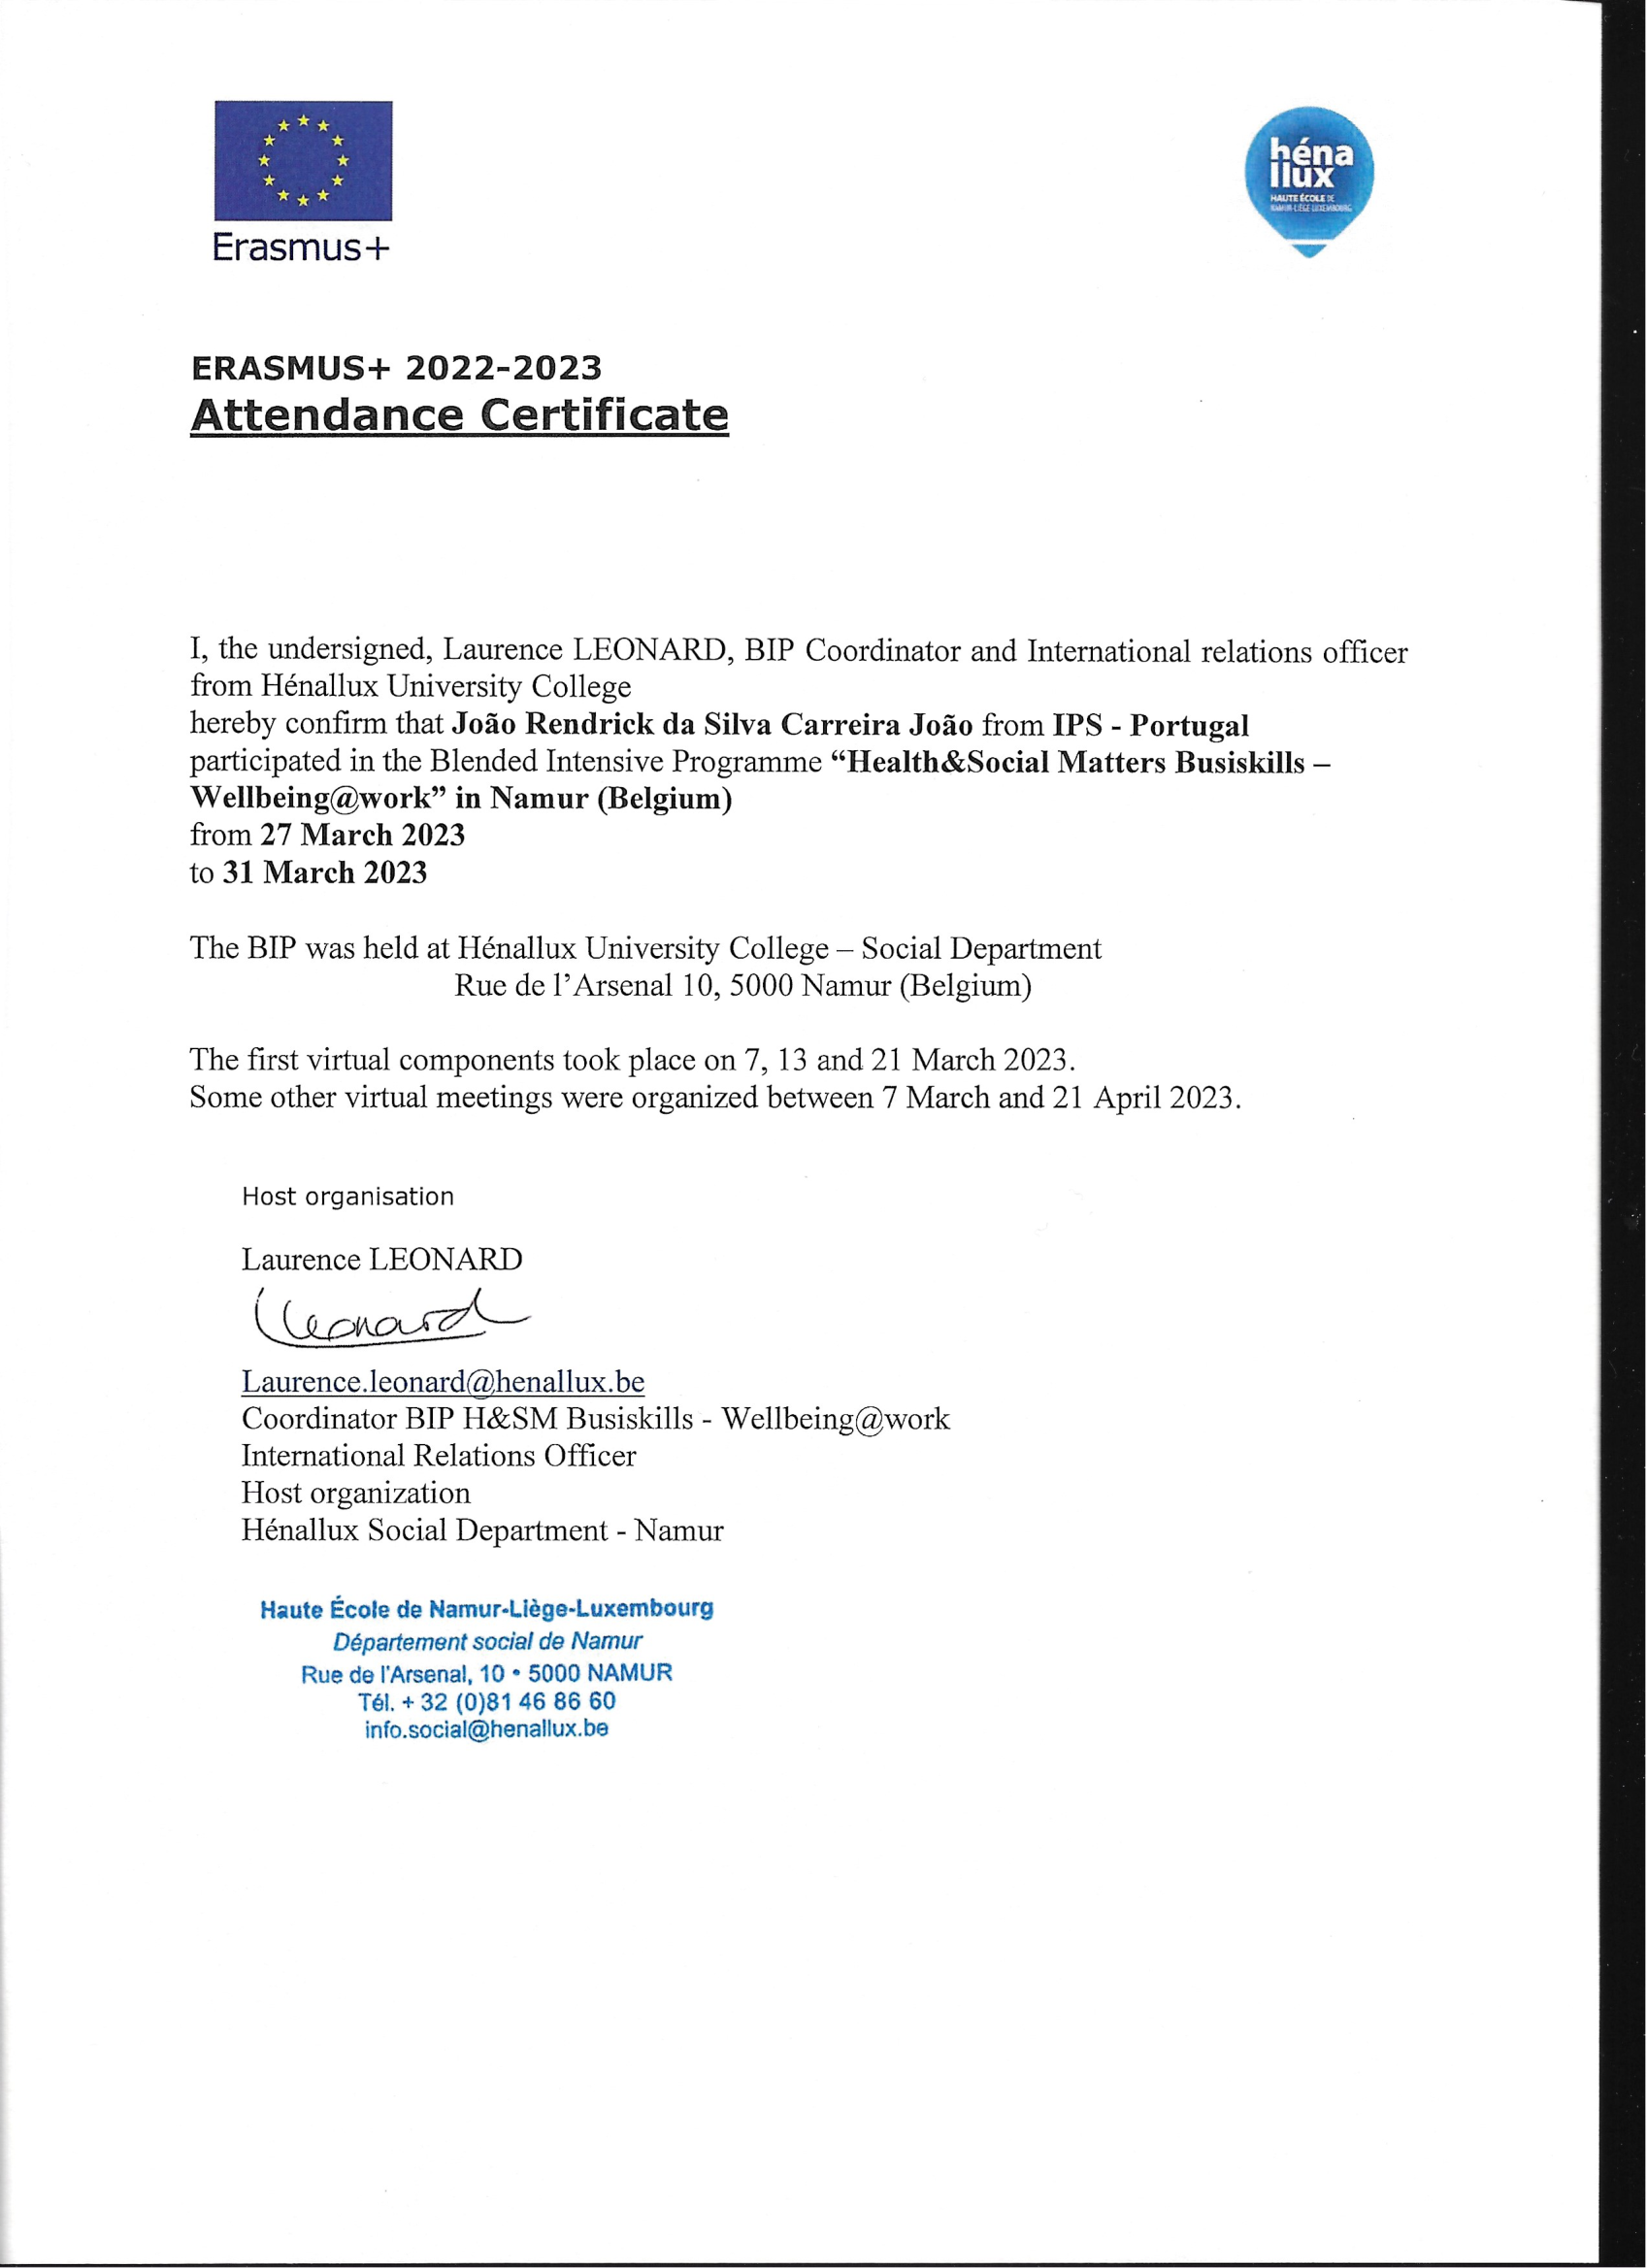 Erasmus+
héna
llux
HAUTE ÉCOLE DE
NAMUR-LIÈGE-LUXEMBOURG
ERASMUS+ 2022-2023
Attendance Certificate
I, the undersigned, Laurence LEONARD, BIP Coordinator and International relations officer
from Hénallux University College
hereby confirm that João Rendrick da Silva Carreira João from IPS - Portugal
participated in the Blended Intensive Programme “Health&Social Matters Busiskills –
Wellbeing@work” in Namur (Belgium)
from 27 March 2023
to 31 March 2023
The BIP was held at Hénallux University College – Social Department
Rue de l’Arsenal 10, 5000 Namur (Belgium)
The first virtual components took place on 7, 13 and 21 March 2023.
Some other virtual meetings were organized between 7 March and 21 April 2023.
Host organisation
Laurence LEONARD
Leonard
Laurence.leonard@henallux.be
Coordinator BIP H&SM Busiskills - Wellbeing@work
International Relations Officer
Host organization
Hénallux Social Department - Namur
Haute École de Namur-Liège-Luxembourg
Département social de Namur
Rue de l'Arsenal, 10 • 5000 NAMUR
Tél. + 32 (0)81 46 86 60
info.social@henallux.be